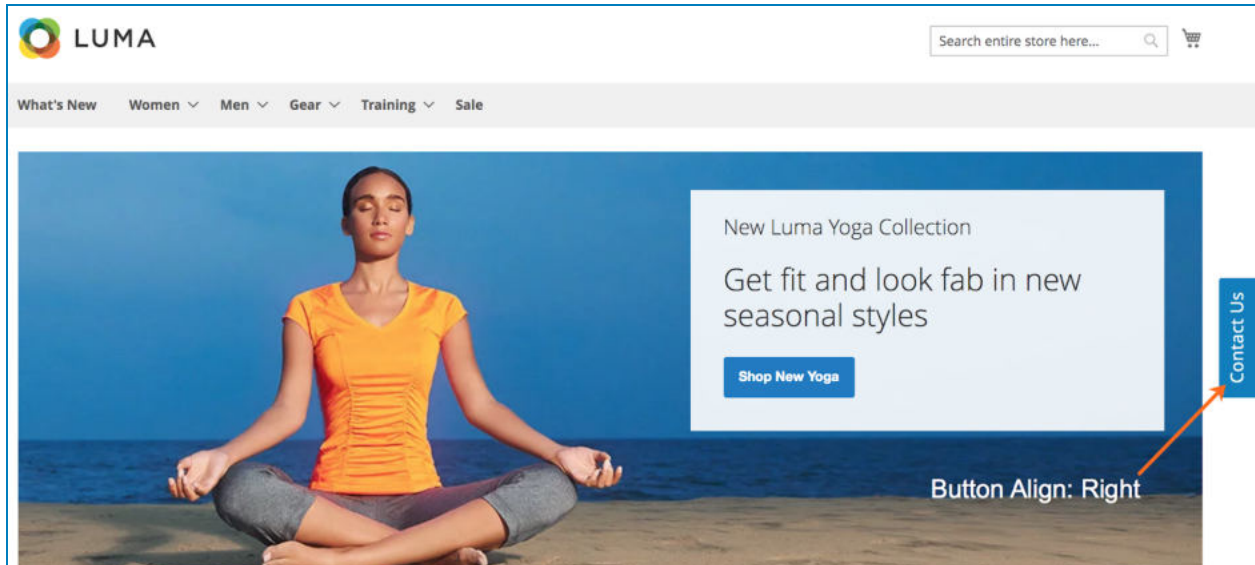 LUMA
Search entire store here...
What's New Women Men Gear Training Sale
New Luma Yoga Collection
Get fit and look fab in new
seasonal styles
Shop New Yoga
Contact Us
Button Align: Right